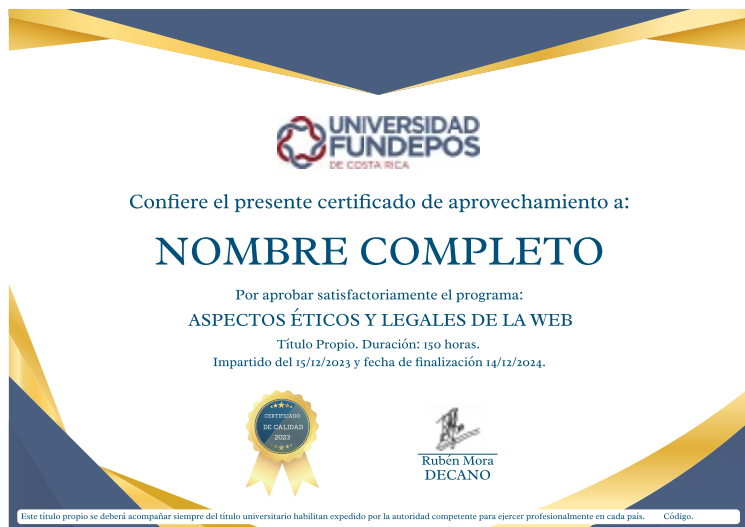 UNIVERSIDAD
FUNDEPOS
DE COSTA RICA
Confiere el presente certificado de aprovechamiento a:
NOMBRE COMPLETO
Por aprobar satisfactoriamente el programa:
ASPECTOS ÉTICOS Y LEGALES DE LA WEB
Título Propio. Duración: 150 horas.
Impartido del 15/12/2023 y fecha de finalización 14/12/2024.
CERTIFICADO
DE CALIDAD
2023
Rubén Mora
DECANO
Este título propio se deberá acompañar siempre del título universitario habilitan expedido por la autoridad competente para ejercer profesionalmente en cada país. Código.